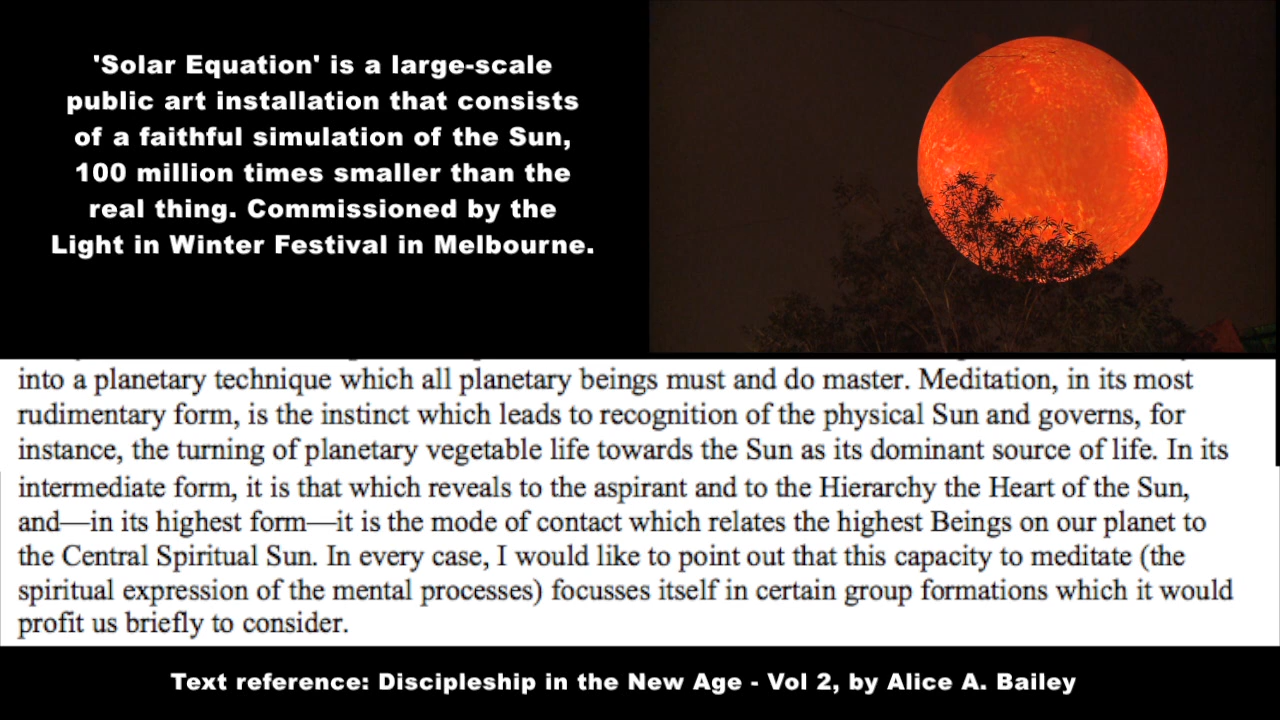 'Solar Equation' is a large-scale
public art installation that consists
of a faithful simulation of the Sun,
100 million times smaller than the
real thing. Commissioned by the
Light in Winter Festival in Melbourne.
into a planetary technique which all planetary beings must and do master. Meditation, in its most
rudimentary form, is the instinct which leads to recognition of the physical Sun and governs, for
instance, the turning of planetary vegetable life towards the Sun as its dominant source of life. In its
intermediate form, it is that which reveals to the aspirant and to the Hierarchy the Heart of the Sun,
and—in its highest form—it is the mode of contact which relates the highest Beings on our planet to
the Central Spiritual Sun. In every case, I would like to point out that this capacity to meditate (the
spiritual expression of the mental processes) focusses itself in certain group formations which it would
profit us briefly to consider.
Text reference: Discipleship in the New Age - Vol 2, by Alice A. Bailey